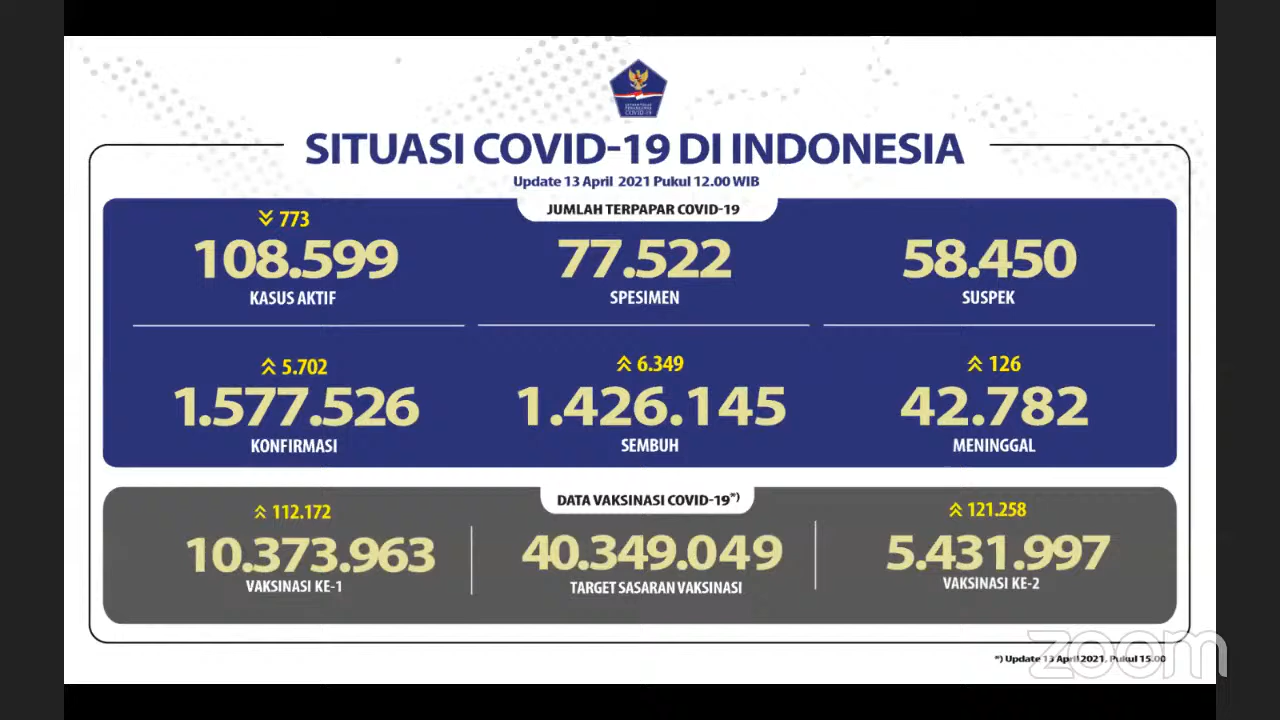 SITUASI COVID-19 DI INDONESIA
Update 13 April 2021 Pukul 12.00 WIB
JUMLAH TERPAPAR COVID-19
773
108.599
KASUS AKTIF
77.522
SPESIMEN
58.450
SUSPEK
5.702
1.577.526
KONFIRMASI
6.349
1.426.145
SEMBUH
126
42.782
MENINGGAL
DATA VAKSINASI COVID-19*)
112.172
10.373.963
VAKSINASI KE-1
40.349.049
TARGET SASARAN VAKSINASI
121.258
5.431.997
VAKSINASI KE-2
*) Update 13 April 2021, Pukul 15.00
zoom